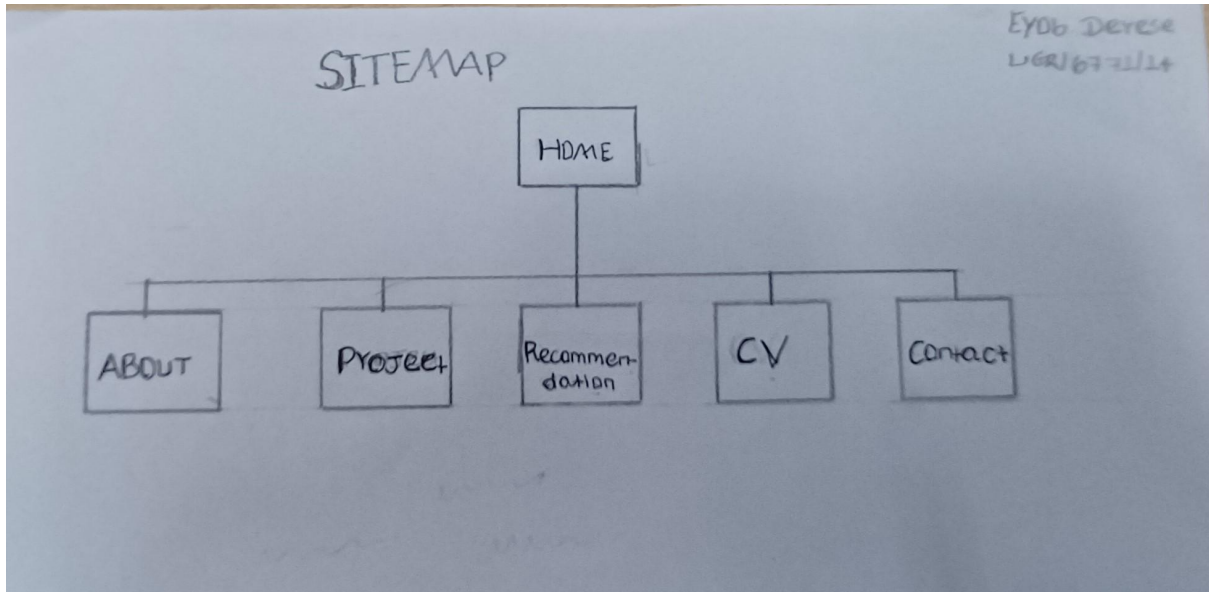 Eyob Derese
SITEMAP
HOME
ABOUT
Project
Recommen-
dation
CV
Contact